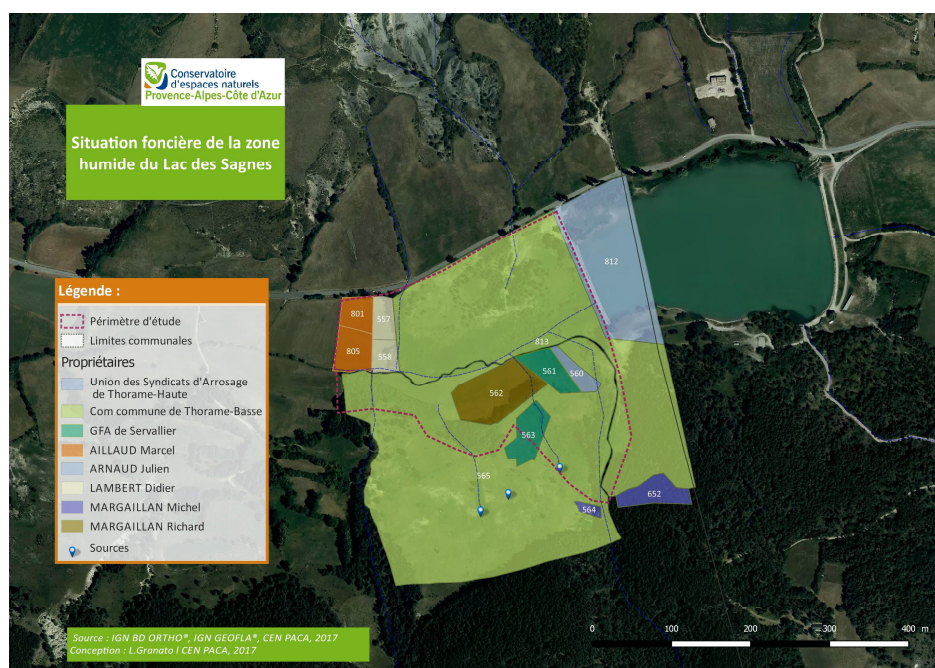 Conservatoire
d'espaces naturels
Provence-Alpes-Côte d'Azur
Situation foncière de la zone
humide du Lac des Sagnes
812
Légende :
801
557
Périmètre d'étude
Limites communales
813
805
558
Propriétaires
561
560
Union des Syndicats d'Arrosage
de Thorame-Haute
562
Com commune de Thorame-Basse
GFA de Servallier
563
AILLAUD Marcel
ARNAUD Julien
565
LAMBERT Didier
652
MARGAILLAN Michel
564
MARGAILLAN Richard
Sources
Source : IGN BD ORTHO®, IGN GEOFLA®, CEN PACA, 2017
Conception : L.Granato l CEN PACA, 2017
0 100 200 300 400 m